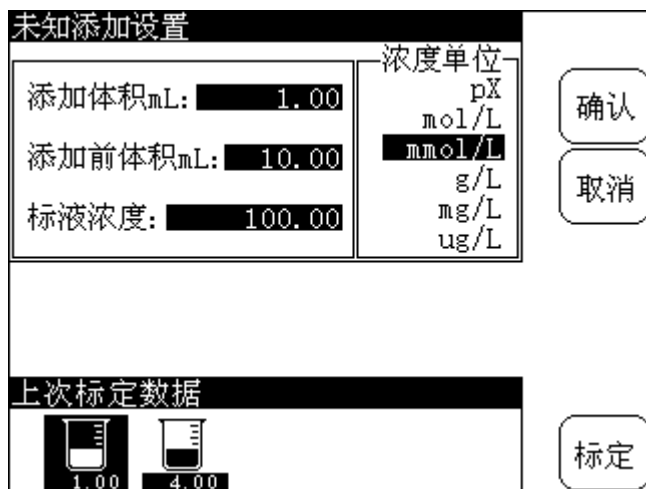 未知添加设置
添加体积mL: 1.00
添加前体积mL: 10.00
标液浓度: 100.00
浓度单位
pX
mol/L
mmol/L
g/L
mg/L
ug/L
确认
取消
上次标定数据
1.00 4.00
标定